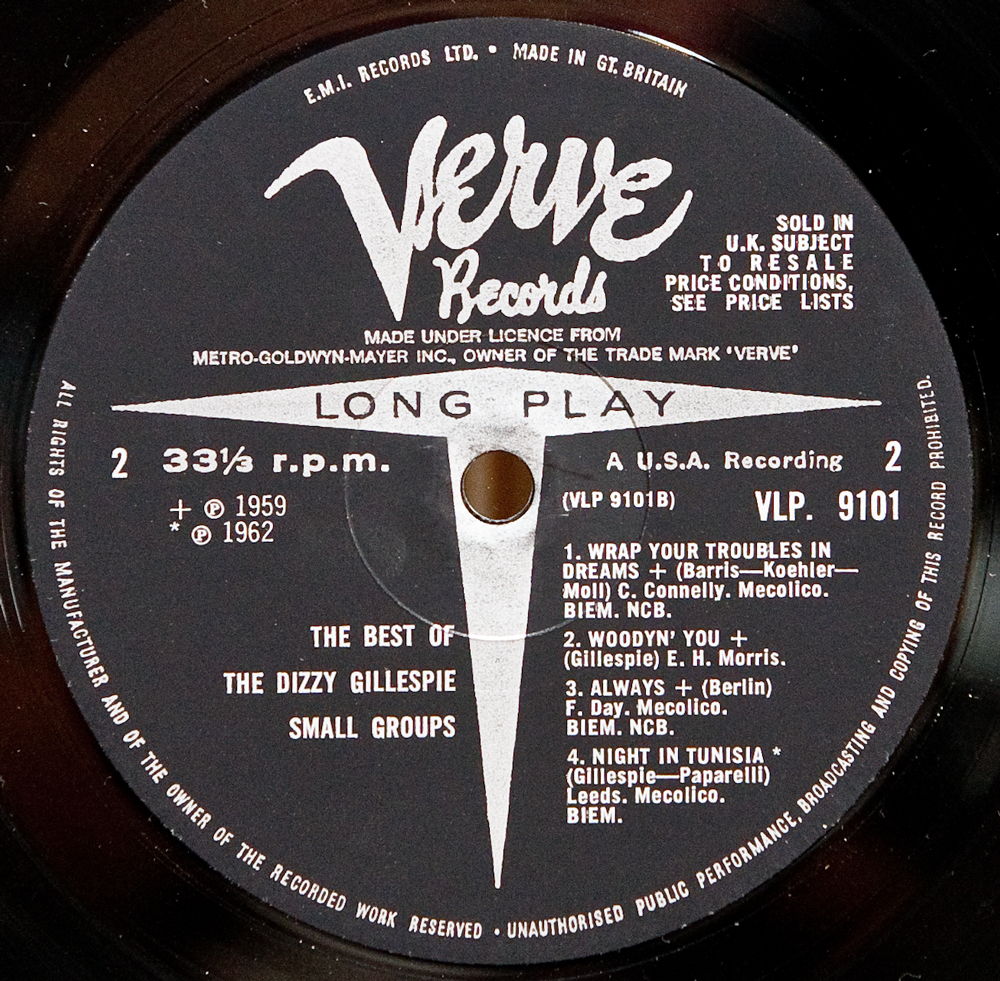 E.M.I. RECORDS LTD. • MADE IN GT. BRITAIN
Verve
Records
SOLD IN
U.K. SUBJECT
TO RESALE
PRICE CONDITIONS,
SEE PRICE LISTS
MADE UNDER LICENCE FROM
METRO-GOLDWYN-MAYER INC., OWNER OF THE TRADE MARK 'VERVE'
LONG PLAY
2 33⅓ r.p.m.
A U.S.A. Recording 2
+ ℗ 1959
* ℗ 1962
(VLP 9101B) VLP. 9101
THE BEST OF
THE DIZZY GILLESPIE
SMALL GROUPS
1. WRAP YOUR TROUBLES IN
DREAMS + (Barris—Koehler—
Moll) C. Connelly. Mecolico.
BIEM. NCB.
2. WOODYN' YOU +
(Gillespie) E. H. Morris.
3. ALWAYS + (Berlin)
F. Day. Mecolico.
BIEM. NCB.
4. NIGHT IN TUNISIA *
(Gillespie—Paparelli)
Leeds. Mecolico.
BIEM.
ALL RIGHTS OF THE MANUFACTURER AND OF THE OWNER OF THE RECORDED WORK RESERVED • UNAUTHORISED PUBLIC PERFORMANCE, BROADCASTING AND COPYING OF THIS RECORD PROHIBITED.